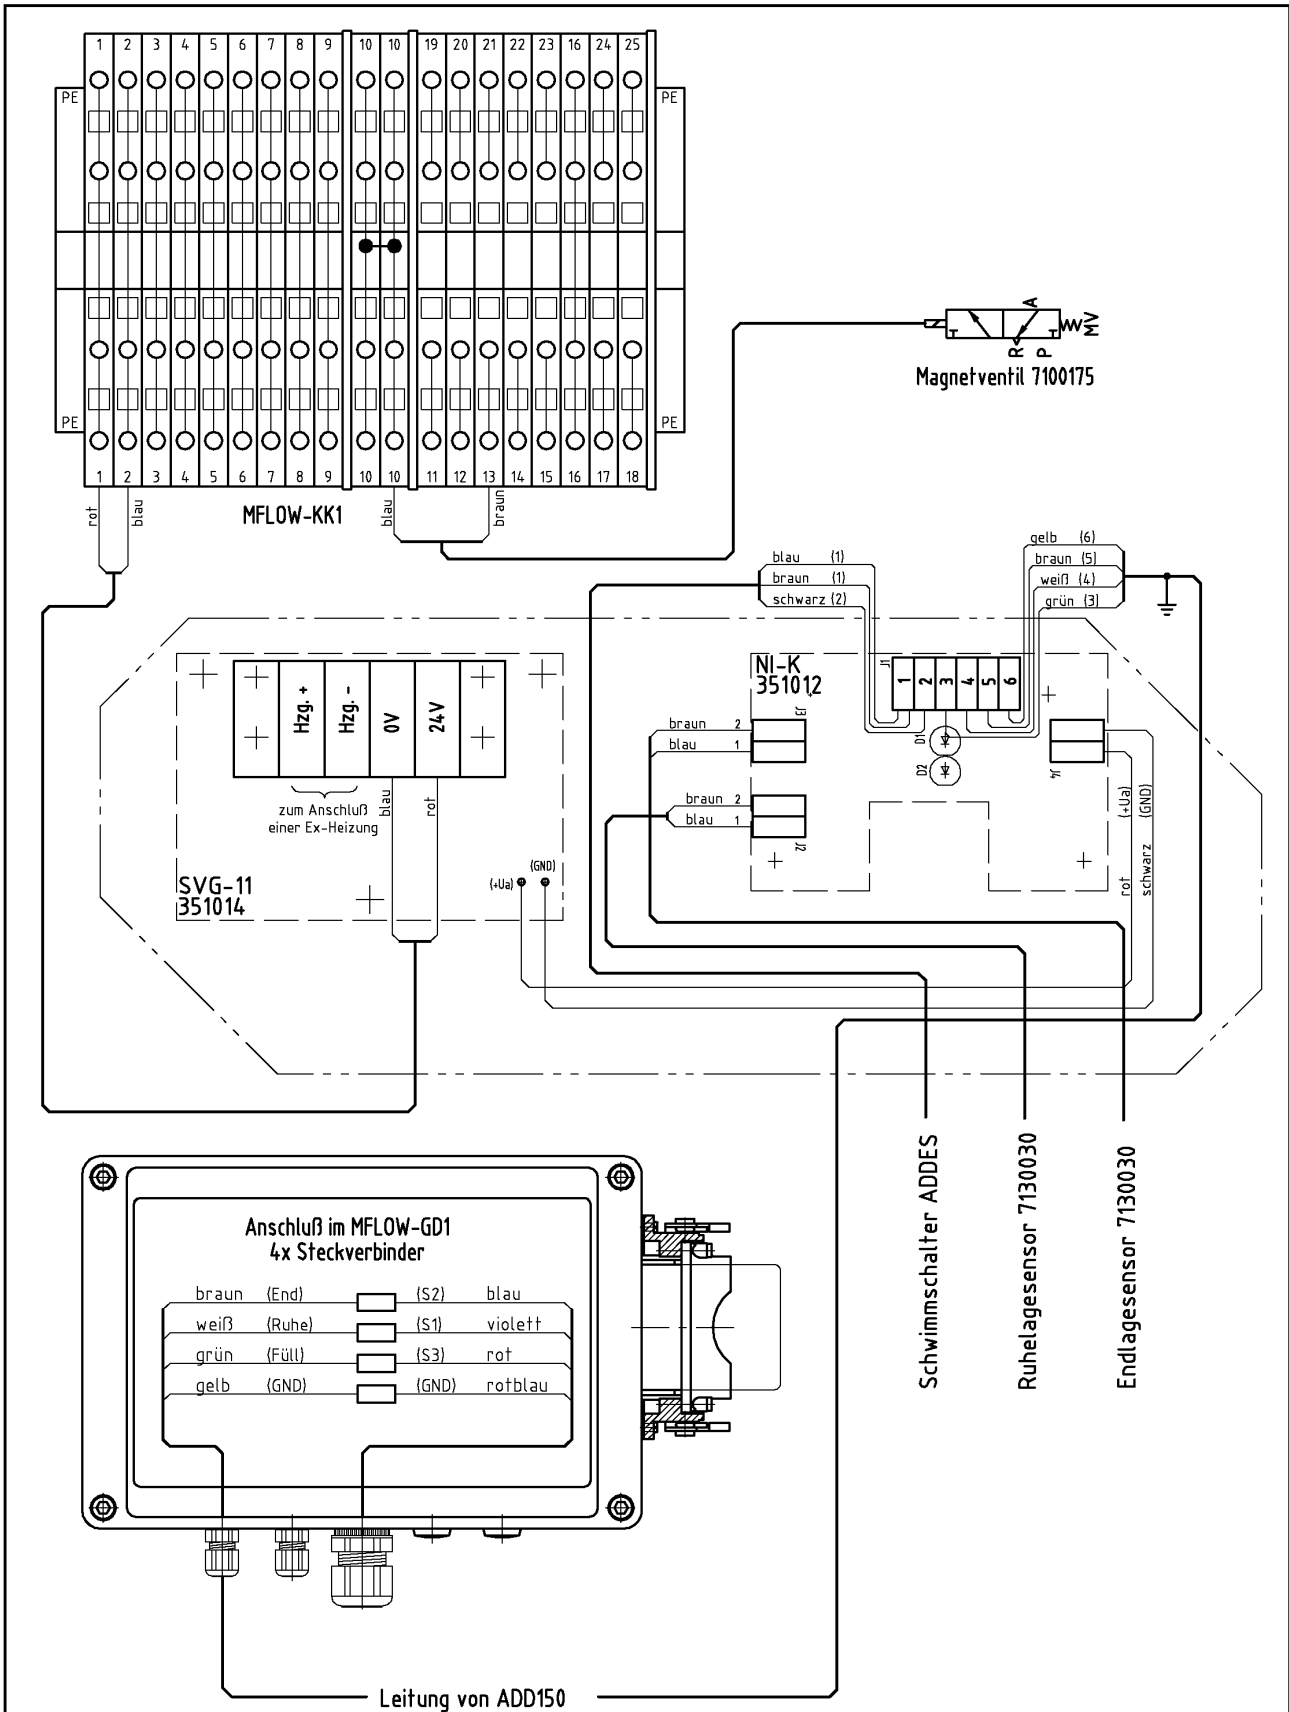 1 2 3 4 5 6 7 8 9 10 10 19 20 21 22 23 16 24 25
PE PE
PE PE
1 2 3 4 5 6 7 8 9 10 10 11 12 13 14 15 16 17 18
rot
blau
MFLOW-KK1
blau
braun
A
R
P
MV
Magnetventil 7100175
blau (1)
braun (1)
schwarz (2)
gelb (6)
braun (5)
weiß (4)
grün (3)
Hzg. +
Hzg. -
0V
24V
zum Anschluß
einer Ex-Heizung
blau
rot
SVG-11
351014
(+Ua)
(GND)
NI-K
351012
J1
1 2 3 4 5 6
J3
braun 2
blau 1
D1
D2
J4
braun 2
blau 1
J2
(+Ua)
(GND)
rot
schwarz
Schwimmschalter ADDES
Ruhelagesensor 7130030
Endlagesensor 7130030
Anschluß im MFLOW-GD1
4x Steckverbinder
braun (End) (S2) blau
weiß (Ruhe) (S1) violett
grün (Füll) (S3) rot
gelb (GND) (GND) rotblau
Leitung von ADD150